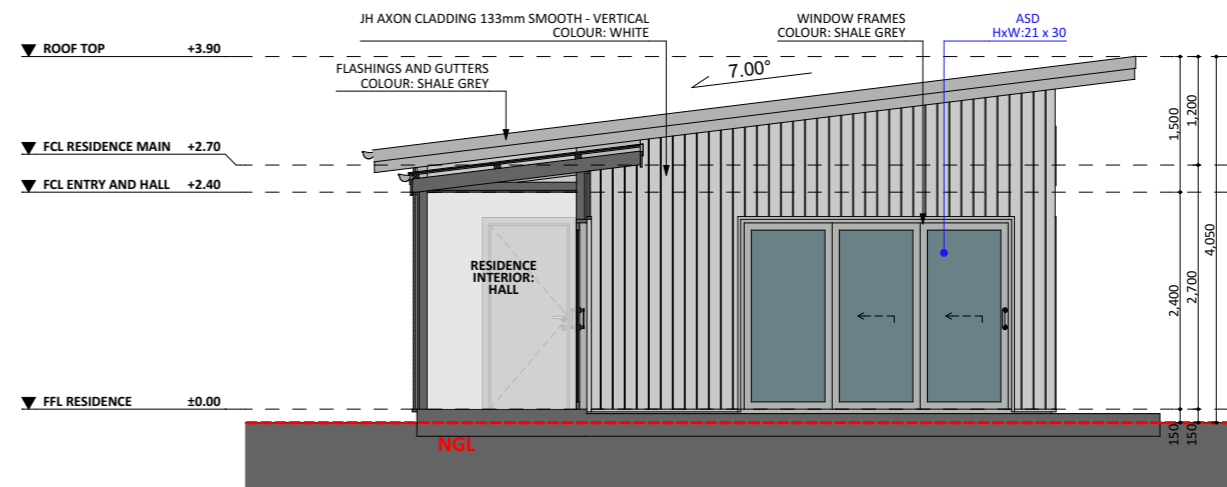 JH AXON CLADDING 133mm SMOOTH - VERTICAL
COLOUR: WHITE
WINDOW FRAMES
COLOUR: SHALE GREY
ASD
HxW:21 x 30
ROOF TOP +3.90
FLASHINGS AND GUTTERS
COLOUR: SHALE GREY
7.00°
FCL RESIDENCE MAIN +2.70
FCL ENTRY AND HALL +2.40
RESIDENCE
INTERIOR:
HALL
FFL RESIDENCE ±0.00
NGL
1,500
1,200
4,050
2,400
2,700
150
150